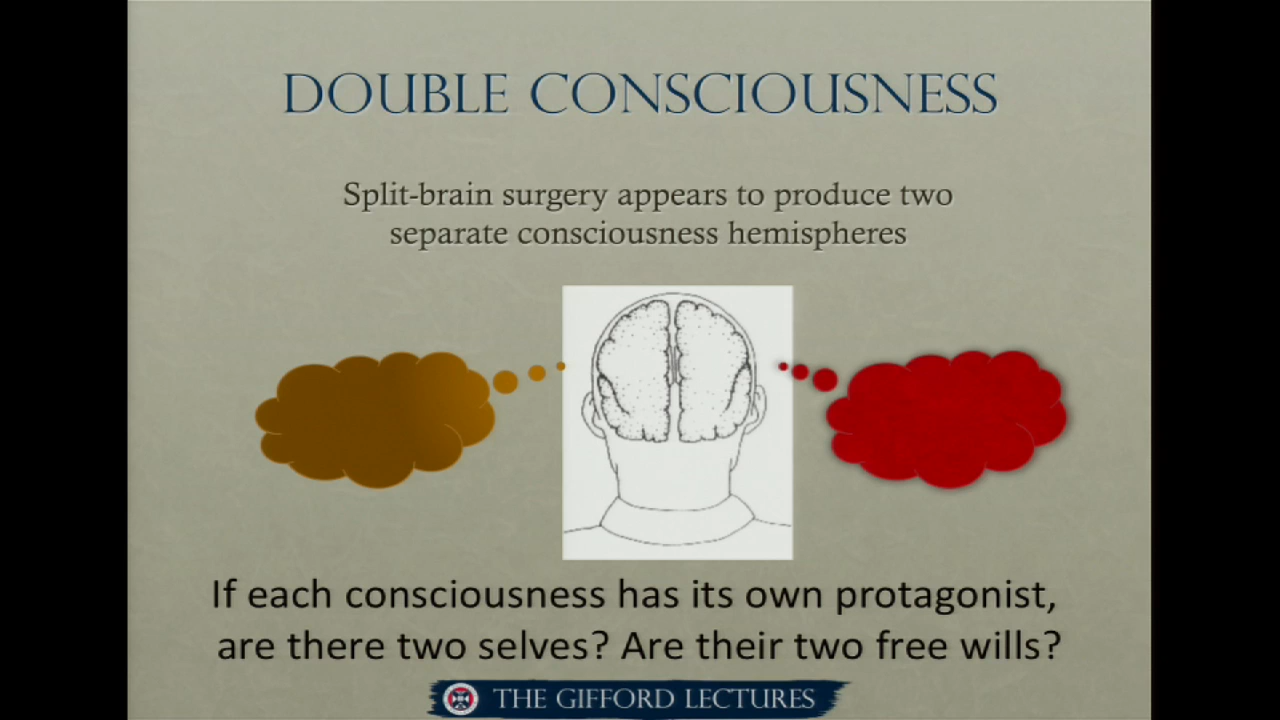 DOUBLE CONSCIOUSNESS
Split-brain surgery appears to produce two
separate consciousness hemispheres
If each consciousness has its own protagonist,
are there two selves? Are their two free wills?
THE GIFFORD LECTURES